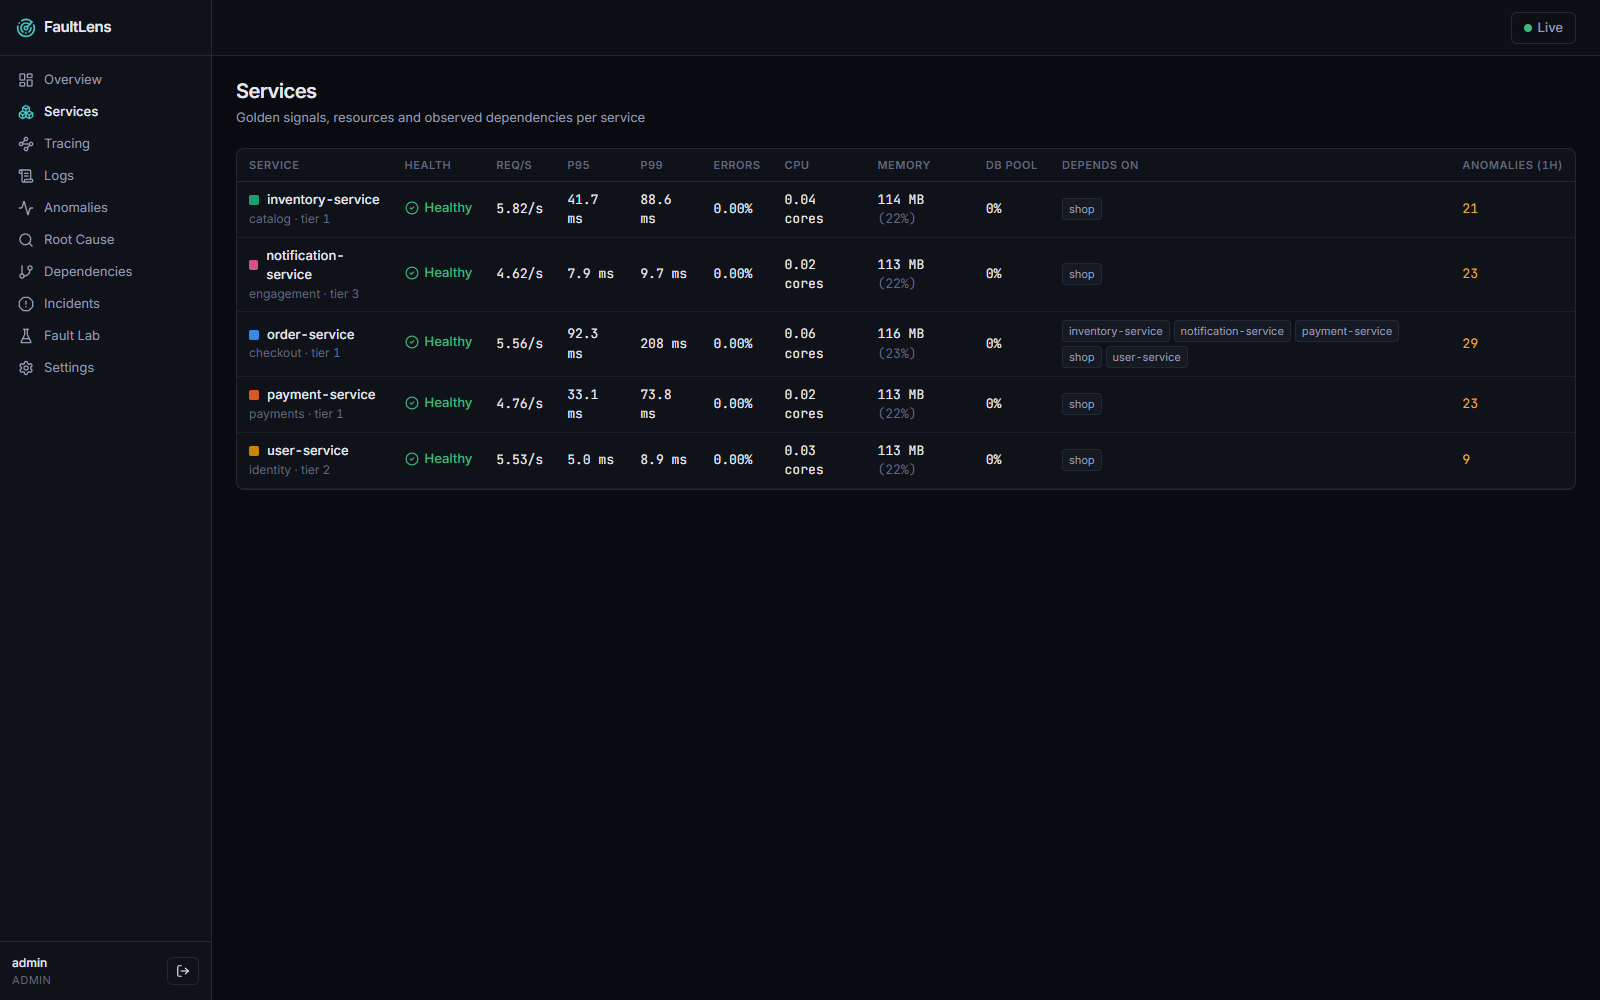 FaultLens
Live
Overview
Services
Tracing
Logs
Anomalies
Root Cause
Dependencies
Incidents
Fault Lab
Settings
Services
Golden signals, resources and observed dependencies per service
SERVICE HEALTH REQ/S P95 P99 ERRORS CPU MEMORY DB POOL DEPENDS ON ANOMALIES (1H)
inventory-service Healthy 5.82/s 41.7 ms 88.6 ms 0.00% 0.04 cores 114 MB (22%) 0% shop 21
catalog · tier 1
notification-service Healthy 4.62/s 7.9 ms 9.7 ms 0.00% 0.02 cores 113 MB (22%) 0% shop 23
engagement · tier 3
order-service Healthy 5.56/s 92.3 ms 208 ms 0.00% 0.06 cores 116 MB (23%) 0% inventory-service notification-service payment-service shop user-service 29
checkout · tier 1
payment-service Healthy 4.76/s 33.1 ms 73.8 ms 0.00% 0.02 cores 113 MB (22%) 0% shop 23
payments · tier 1
user-service Healthy 5.53/s 5.0 ms 8.9 ms 0.00% 0.03 cores 113 MB (22%) 0% shop 9
identity · tier 2
admin
ADMIN